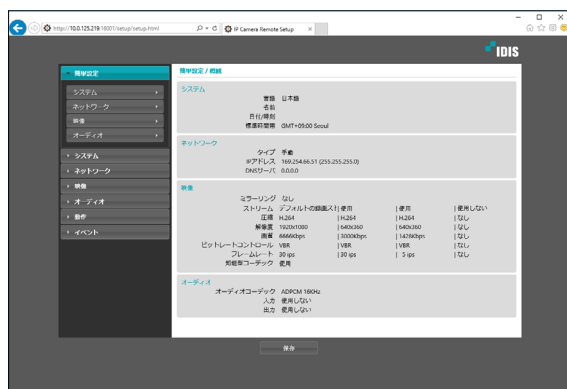 http://10.0.125.219:16001/setup/setup.html
IP Camera Remote Setup
IDIS
簡単設定
システム
ネットワーク
映像
オーディオ
システム
ネットワーク
映像
オーディオ
動作
イベント
簡単設定 / 概観
システム
言語 日本語
名前
日付/時刻
標準時間帯 GMT+09:00 Seoul
ネットワーク
タイプ 手動
IPアドレス 169.254.66.51 (255.255.255.0)
DNSサーバ 0.0.0.0
映像
ミラーリング なし
ストリーム デフォルトの録画スト| 使用 | 使用 | 使用しない
圧縮 H.264 | H.264 | H.264 | なし
解像度 1920x1080 | 640x360 | 640x360 | なし
画質 6666Kbps | 3000Kbps | 1428Kbps | なし
ビットレートコントロール VBR | VBR | VBR | なし
フレームレート 30 ips | 30 ips | 5 ips | なし
知能型コーデック 使用
オーディオ
オーディオコーデック ADPCM 16KHz
入力 使用しない
出力 使用しない
保存